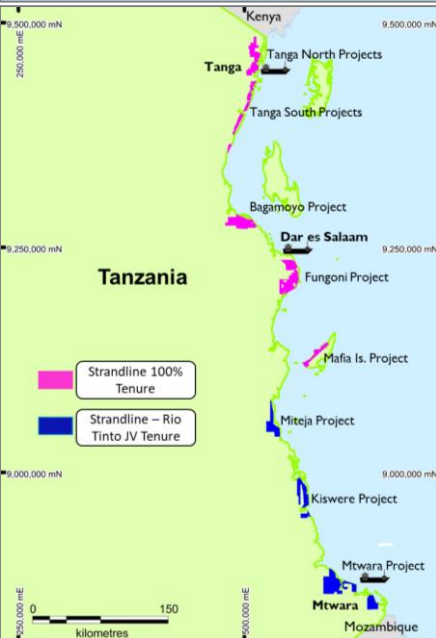 Kenya
9,500,000 mN
9,500,000 mN
250,000 mE
Tanga North Projects
Tanga
Tanga South Projects
Bagamoyo Project
Dar es Salaam
9,250,000 mN
9,250,000 mN
Tanzania
Fungoni Project
Mafia Is. Project
Strandline 100%
Tenure
Strandline – Rio
Tinto JV Tenure
Miteja Project
9,000,000 mN
9,000,000 mN
Kiswere Project
Mtwara Project
Mtwara
0
150
kilometres
250,000 mE
500,000 mE
Mozambique